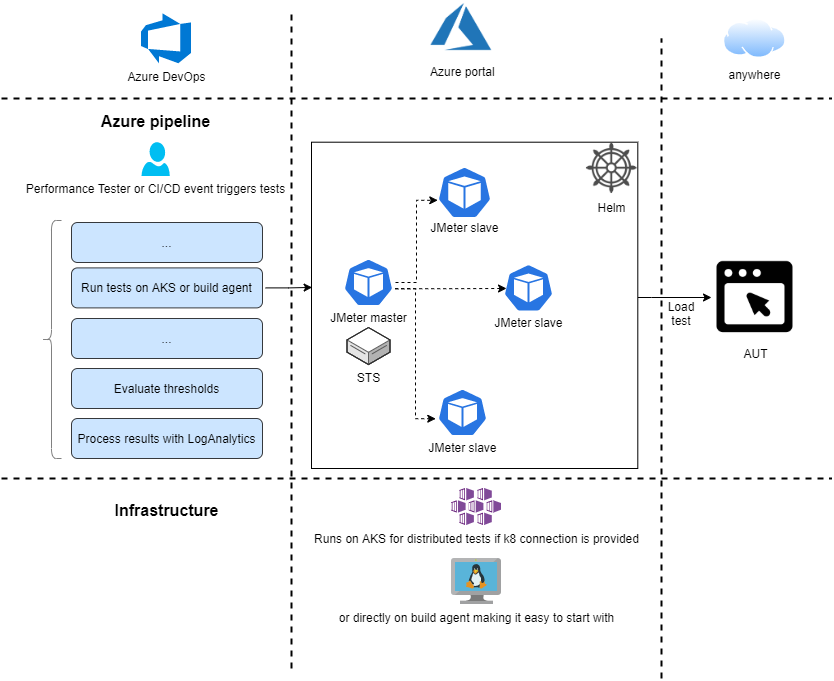 Azure DevOps
Azure portal
anywhere
Azure pipeline
Performance Tester or CI/CD event triggers tests
...
Run tests on AKS or build agent
...
Evaluate thresholds
Process results with LogAnalytics
Helm
JMeter slave
JMeter master
STS
JMeter slave
JMeter slave
Load
test
AUT
Infrastructure
Runs on AKS for distributed tests if k8 connection is provided
or directly on build agent making it easy to start with